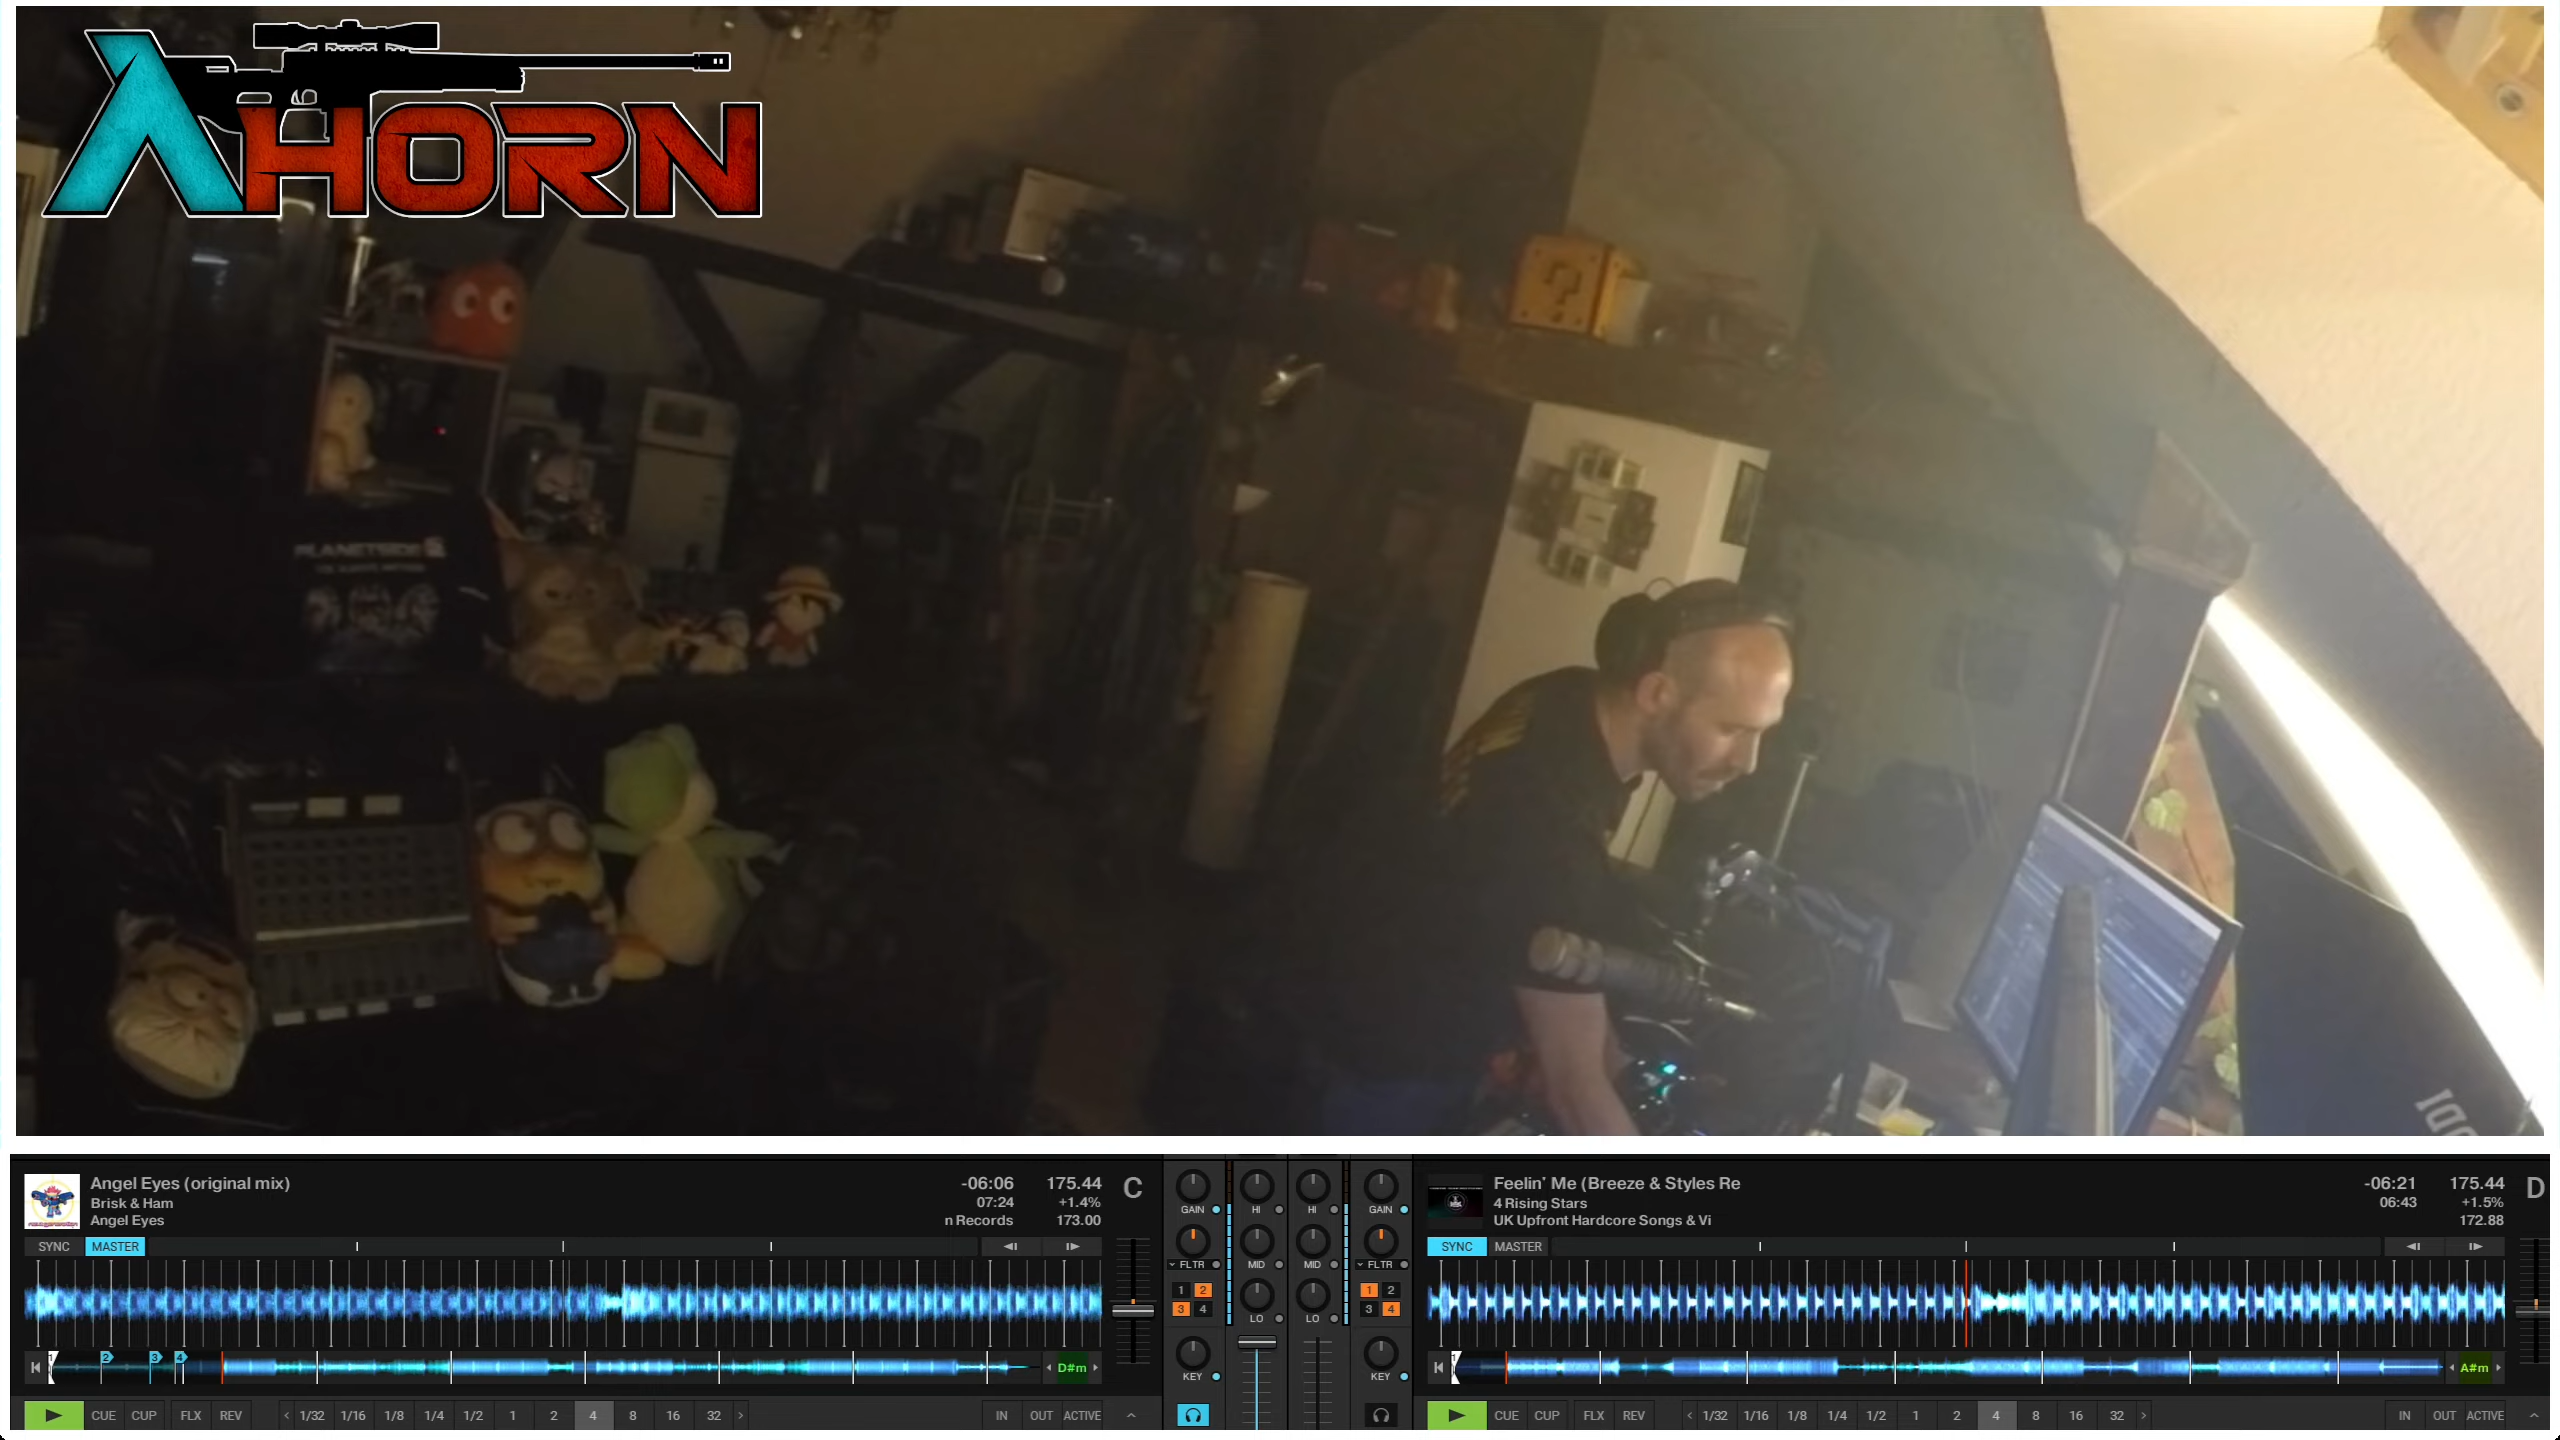 AHORN
PLANETSIDE 2
?
Angel Eyes (original mix)
Brisk & Ham
Angel Eyes
-06:06
07:24
n Records
175.44
+1.4%
173.00
C
SYNC
MASTER
2
3
4
D#m
CUE
CUP
FLX
REV
1/32
1/16
1/8
1/4
1/2
1
2
4
8
16
32
IN
OUT
ACTIVE
GAIN
HI
HI
GAIN
FLTR
MID
MID
FLTR
1 2
3 4
1 2
3 4
LO
LO
KEY
KEY
Feelin' Me (Breeze & Styles Re
4 Rising Stars
UK Upfront Hardcore Songs & Vi
-06:21
06:43
175.44
+1.5%
172.88
D
SYNC
MASTER
A#m
CUE
CUP
FLX
REV
1/32
1/16
1/8
1/4
1/2
1
2
4
8
16
32
IN
OUT
ACTIVE